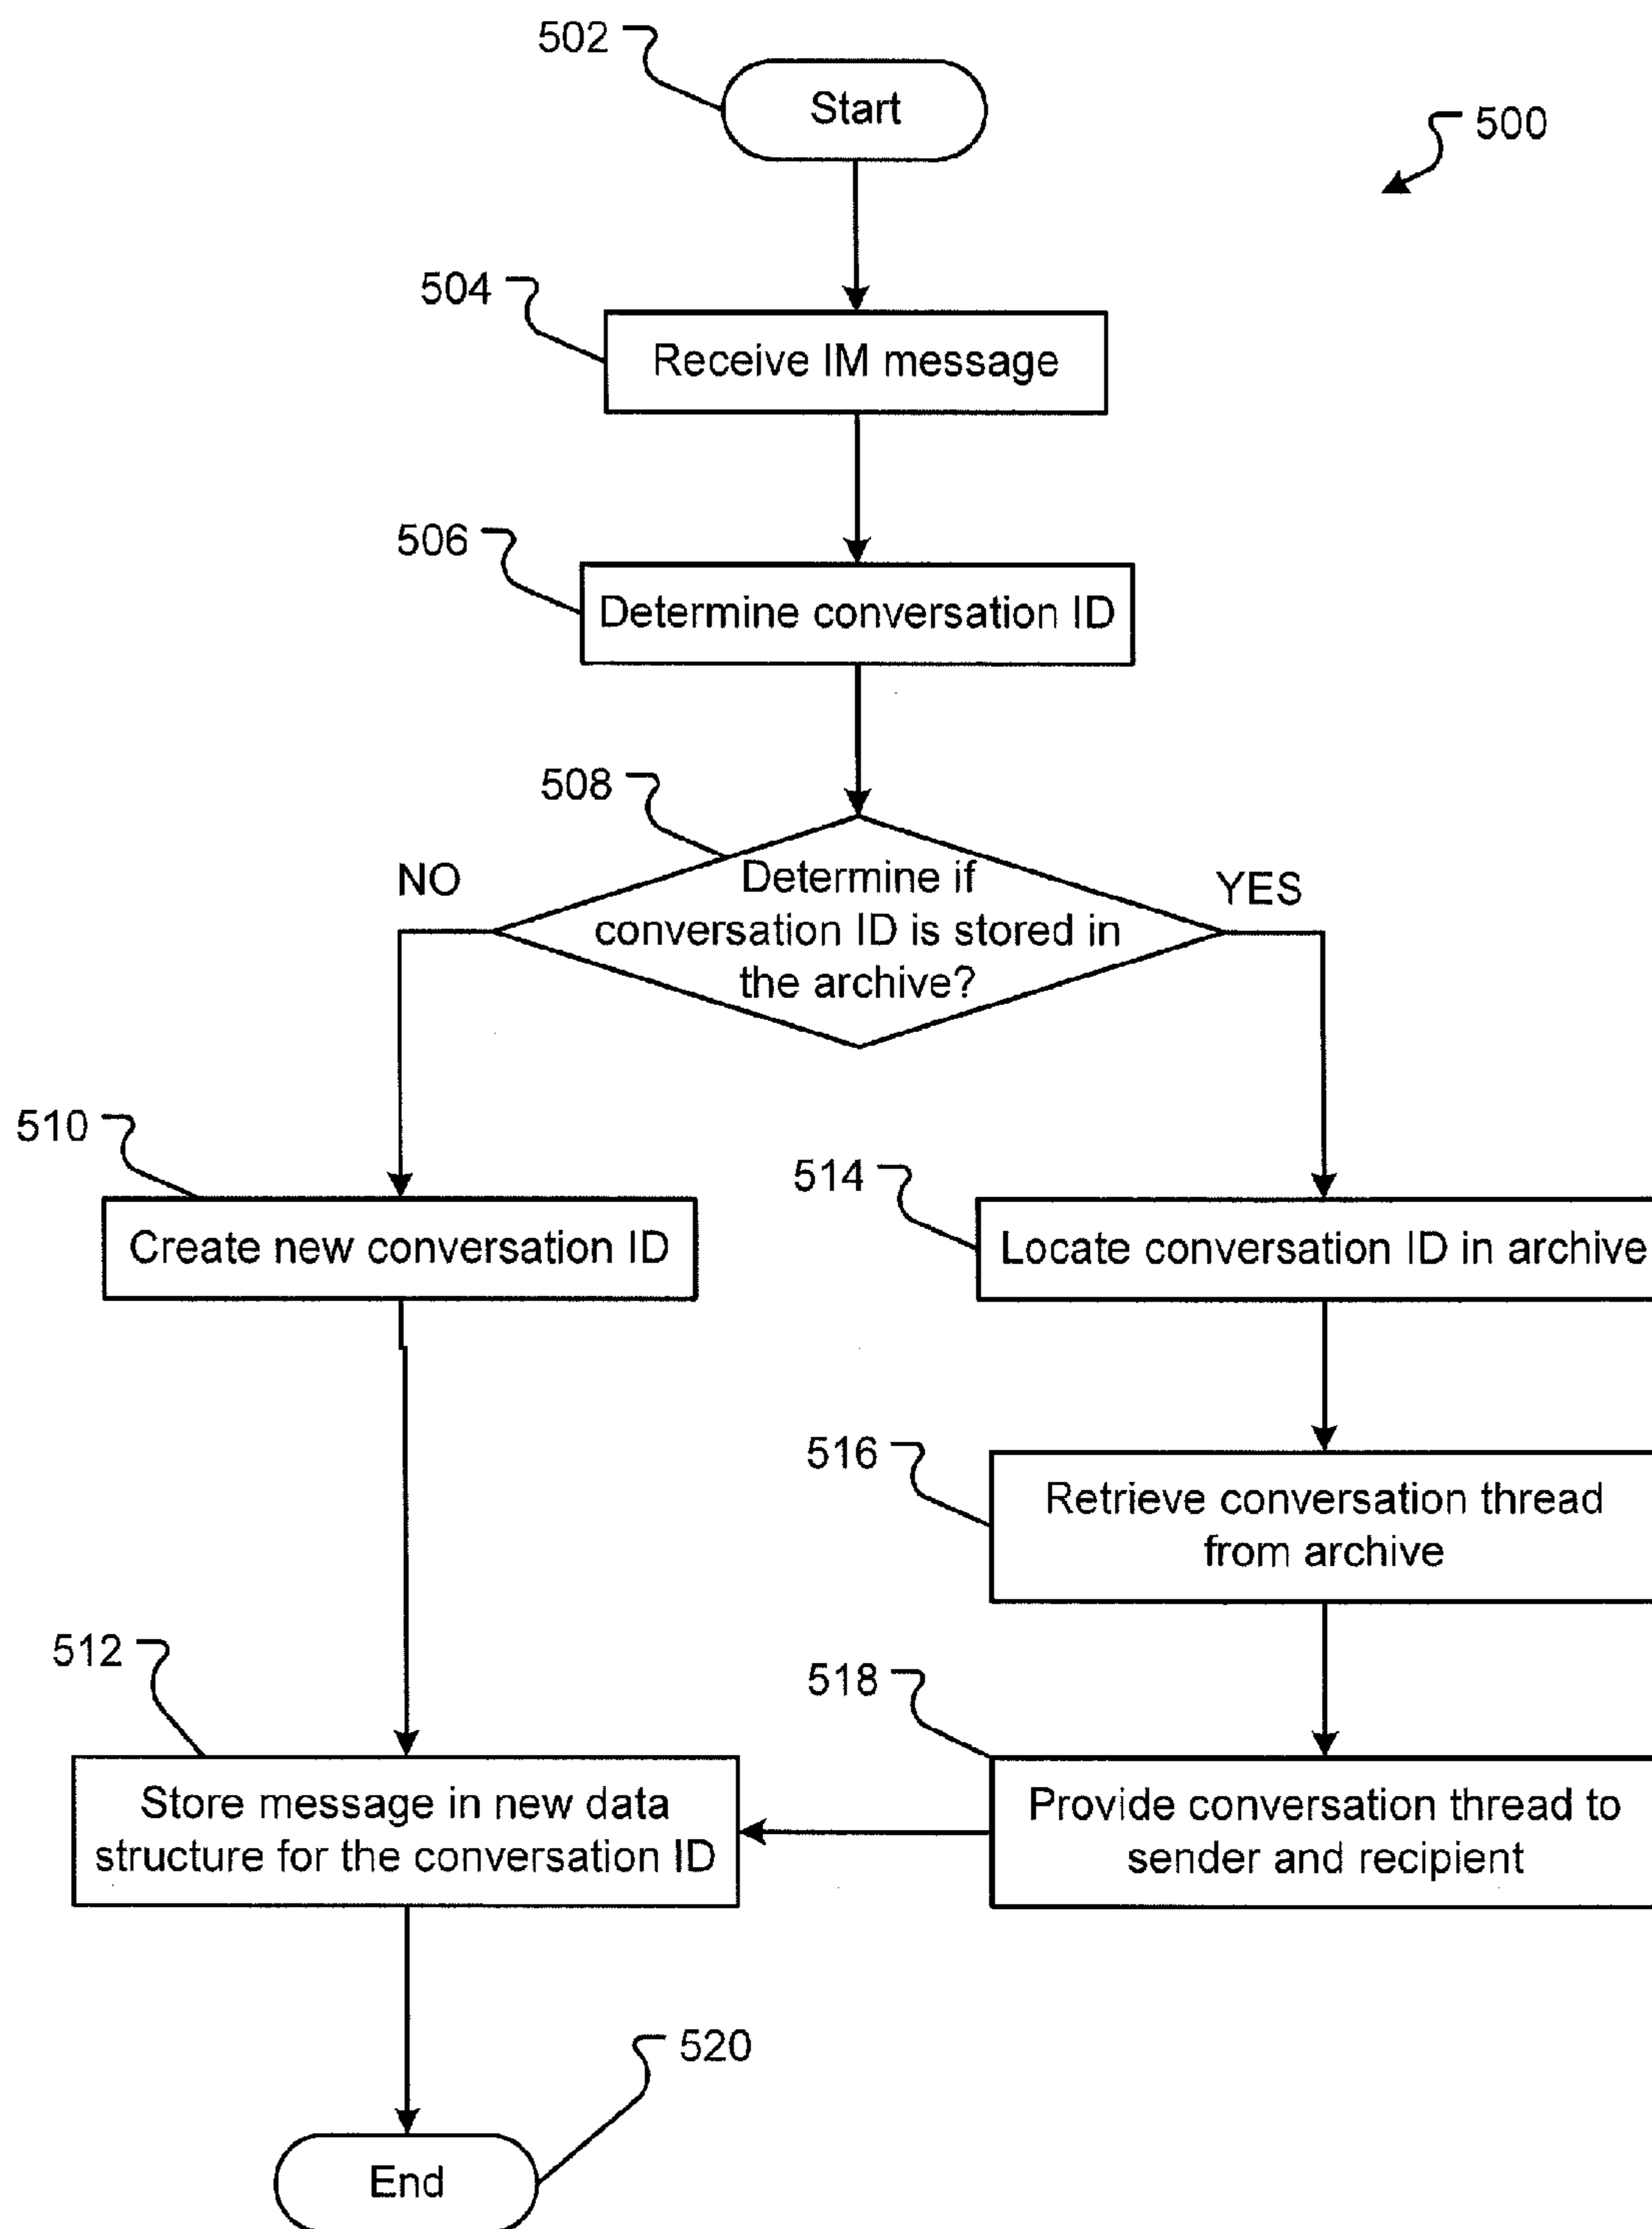 502
Start
500
504
Receive IM message
506
Determine conversation ID
508
NO
Determine if
conversation ID is stored in
the archive?
YES
510
Create new conversation ID
514
Locate conversation ID in archive
516
Retrieve conversation thread
from archive
512
Store message in new data
structure for the conversation ID
518
Provide conversation thread to
sender and recipient
520
End